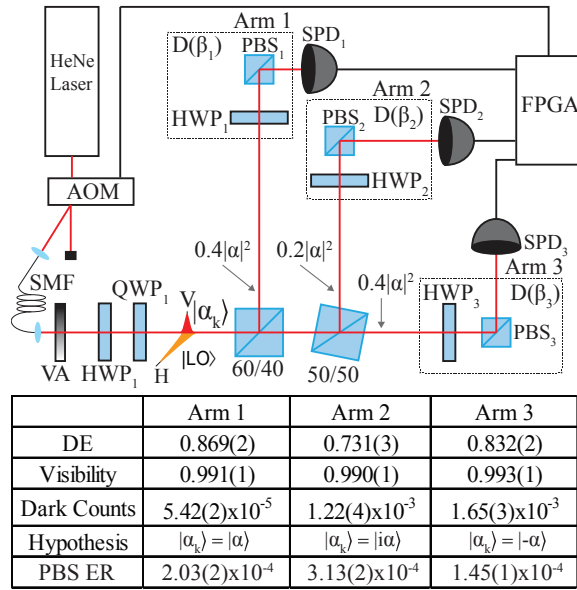 HeNe
Laser
AOM
SMF
VA
HWP₁
QWP₁
V
|αₖ⟩
|LO⟩
H
60/40
50/50
0.4|α|²
0.2|α|²
0.4|α|²
Arm 1
D(β₁)
PBS₁
HWP₁
SPD₁
Arm 2
D(β₂)
PBS₂
HWP₂
SPD₂
FPGA
SPD₃
Arm 3
D(β₃)
HWP₃
PBS₃
Arm 1 Arm 2 Arm 3
DE 0.869(2) 0.731(3) 0.832(2)
Visibility 0.991(1) 0.990(1) 0.993(1)
Dark Counts 5.42(2)x10⁻⁵ 1.22(4)x10⁻³ 1.65(3)x10⁻³
Hypothesis |αₖ⟩ = |α⟩ |αₖ⟩ = |iα⟩ |αₖ⟩ = |-α⟩
PBS ER 2.03(2)x10⁻⁴ 3.13(2)x10⁻⁴ 1.45(1)x10⁻⁴